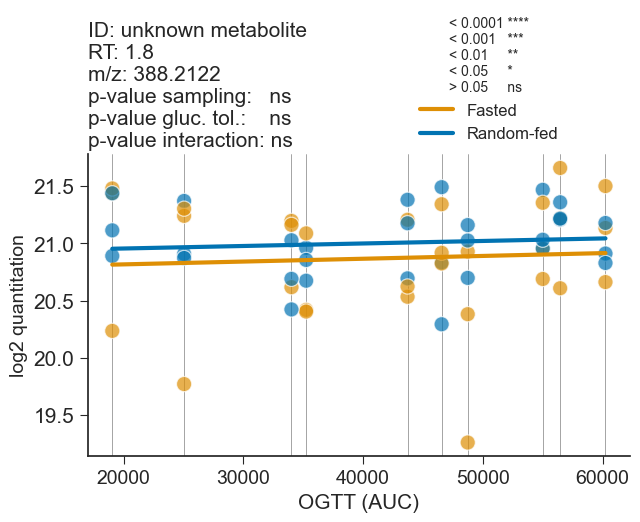 ID: unknown metabolite
RT: 1.8
m/z: 388.2122
p-value sampling: ns
p-value gluc. tol.: ns
p-value interaction: ns
< 0.0001 ****
< 0.001 ***
< 0.01 **
< 0.05 *
> 0.05 ns
Fasted
Random-fed
log2 quantitation
21.5
21.0
20.5
20.0
19.5
20000 30000 40000 50000 60000
OGTT (AUC)